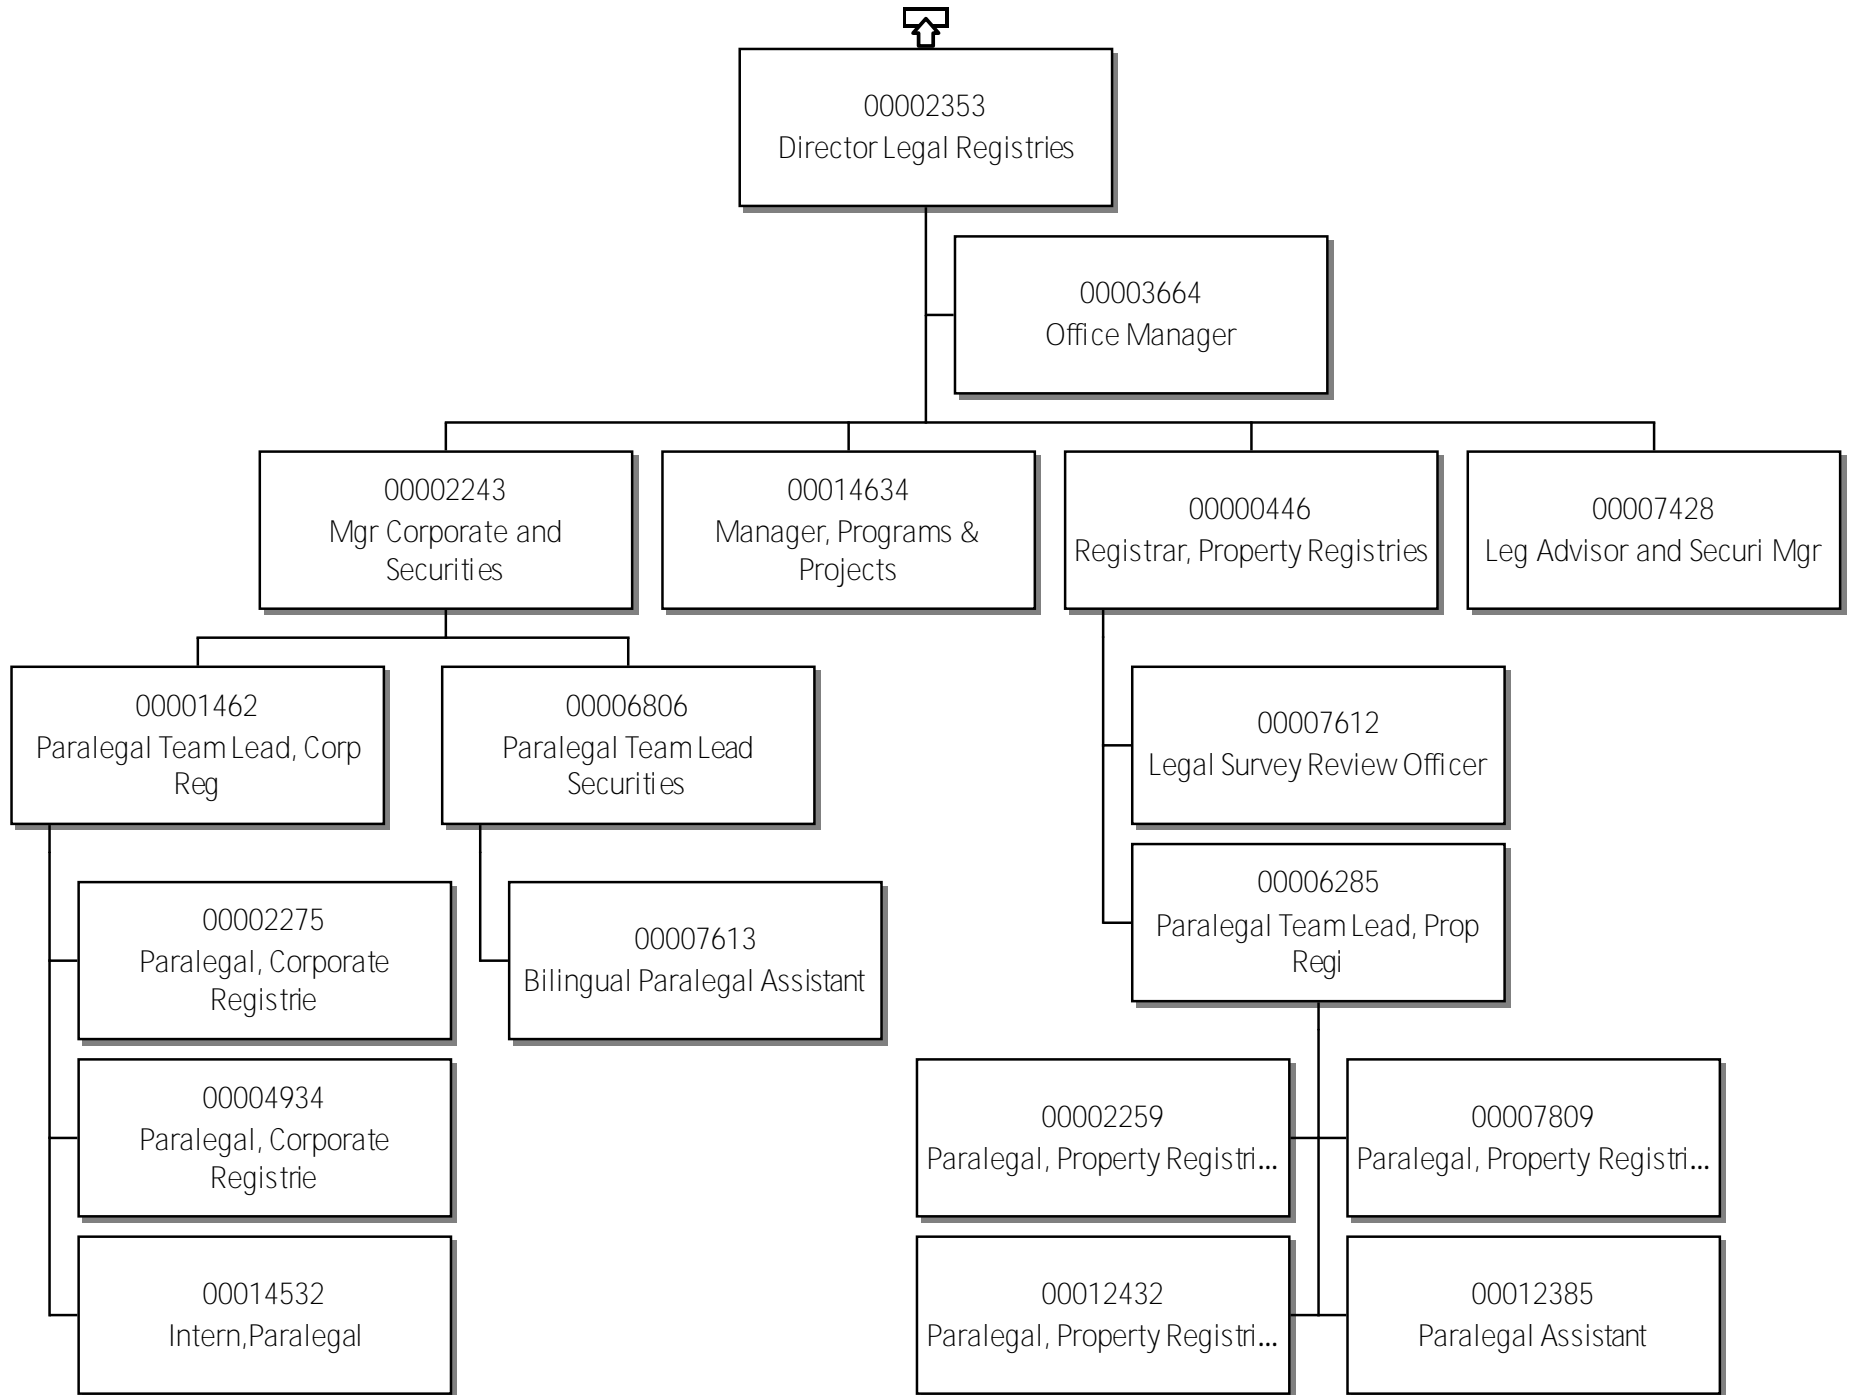 00002353
Director Legal Registries
00003664
Office Manager
00002243
Mgr Corporate and
Securities
00014634
Manager, Programs &
Projects
00000446
Registrar, Property Registries
00007428
Leg Advisor and Securi Mgr
00001462
Paralegal Team Lead, Corp
Reg
00006806
Paralegal Team Lead
Securities
00007612
Legal Survey Review Officer
00006285
Paralegal Team Lead, Prop
Regi
00002275
Paralegal, Corporate
Registrie
00007613
Bilingual Paralegal Assistant
00004934
Paralegal, Corporate
Registrie
00002259
Paralegal, Property Registri...
00007809
Paralegal, Property Registri...
00014532
Intern,Paralegal
00012432
Paralegal, Property Registri...
00012385
Paralegal Assistant